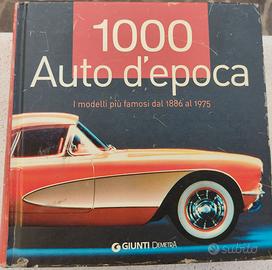 1000
Auto d'epoca
I modelli più famosi dal 1886 al 1975
GIUNTI DEMETRA
subito